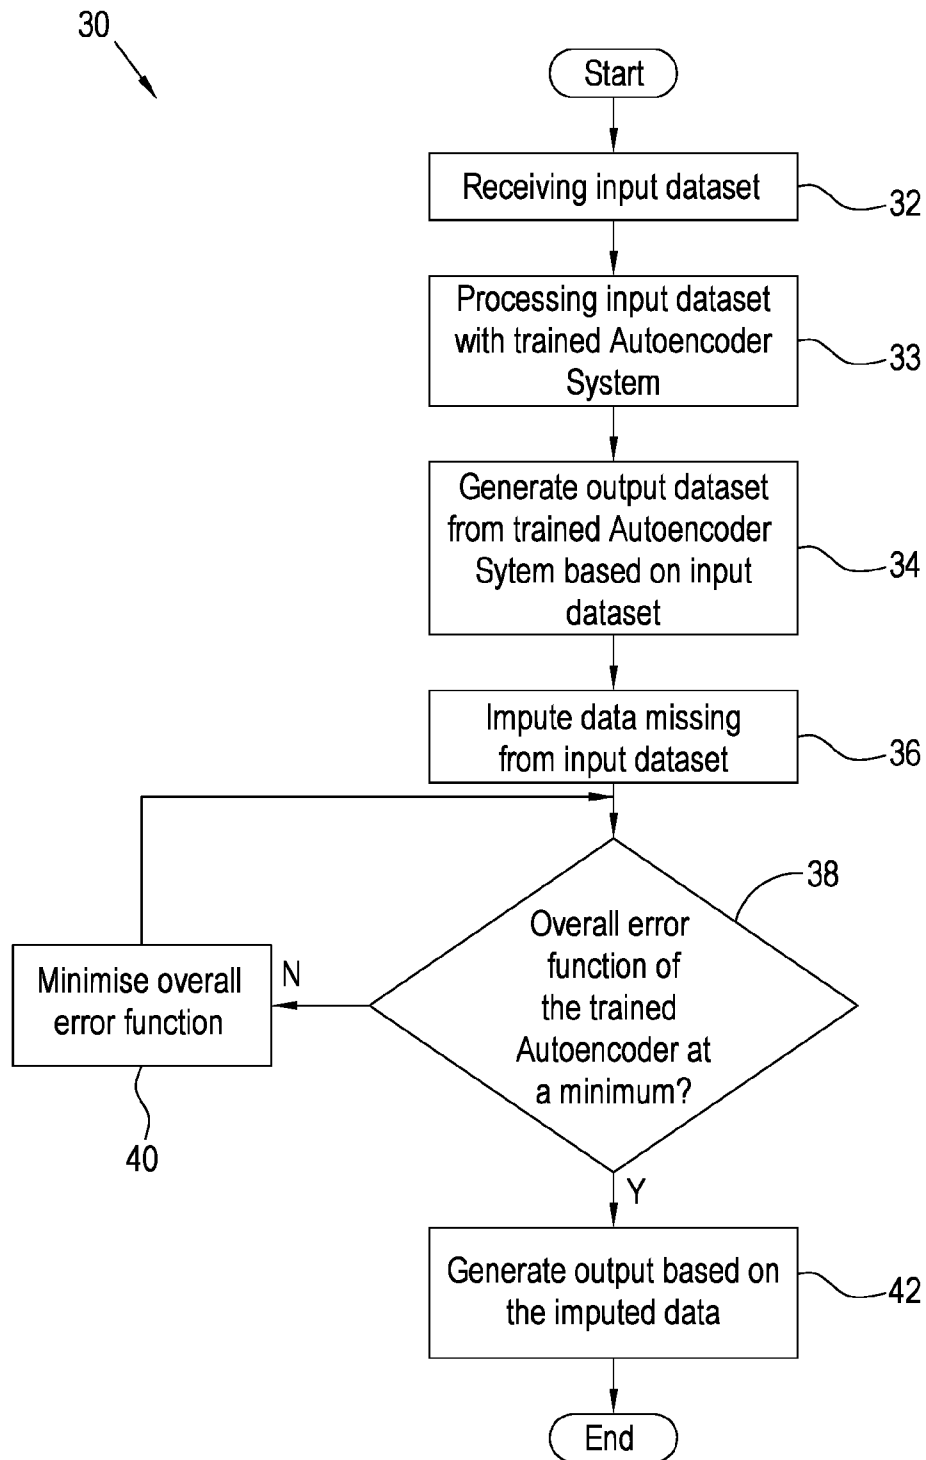 30
Start
Receiving input dataset
32
Processing input dataset
with trained Autoencoder
System
33
Generate output dataset
from trained Autoencoder
Sytem based on input
dataset
34
Impute data missing
from input dataset
36
Overall error
function of
the trained
Autoencoder at
a minimum?
38
N
Minimise overall
error function
40
Y
Generate output based on
the imputed data
42
End